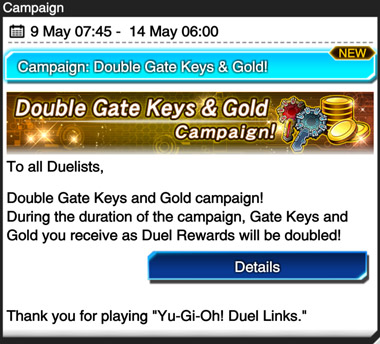 Campaign
9 May 07:45 - 14 May 06:00
NEW
Campaign: Double Gate Keys & Gold!
Double Gate Keys & Gold
Campaign!
To all Duelists,
Double Gate Keys and Gold campaign!
During the duration of the campaign, Gate Keys and
Gold you receive as Duel Rewards will be doubled!
Details
Thank you for playing "Yu-Gi-Oh! Duel Links."